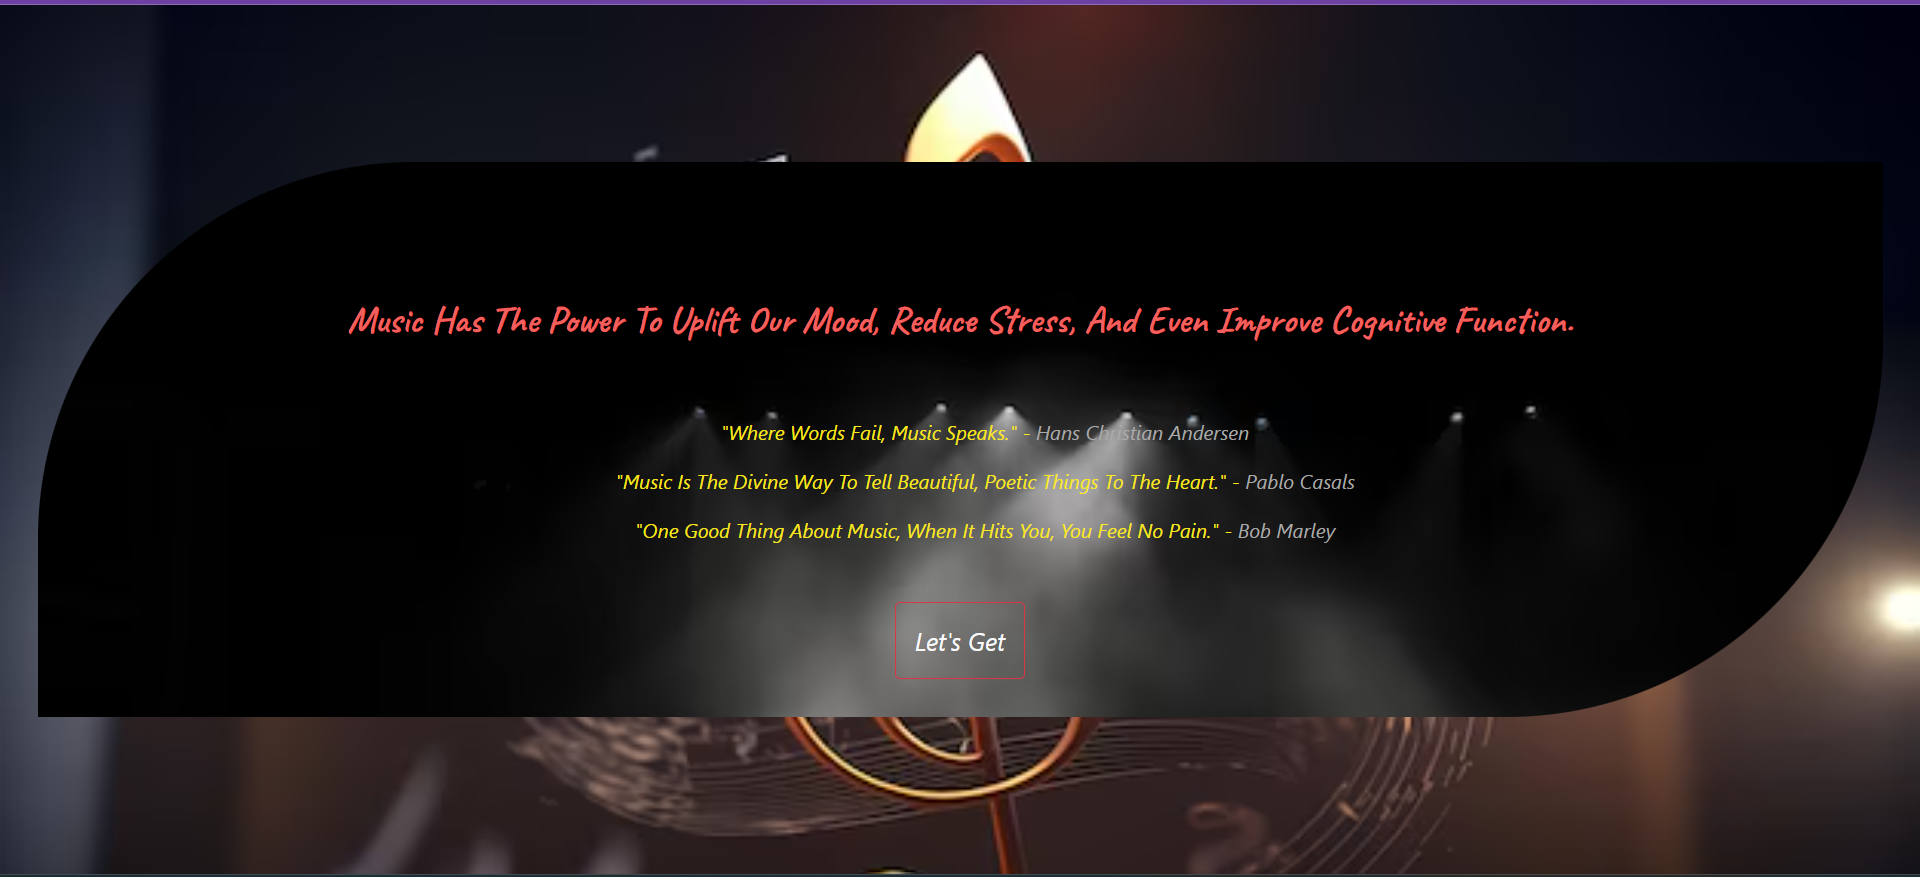 Music Has The Power To Uplift Our Mood, Reduce Stress, And Even Improve Cognitive Function.
"Where Words Fail, Music Speaks." - Hans Christian Andersen
"Music Is The Divine Way To Tell Beautiful, Poetic Things To The Heart." - Pablo Casals
"One Good Thing About Music, When It Hits You, You Feel No Pain." - Bob Marley
Let's Get